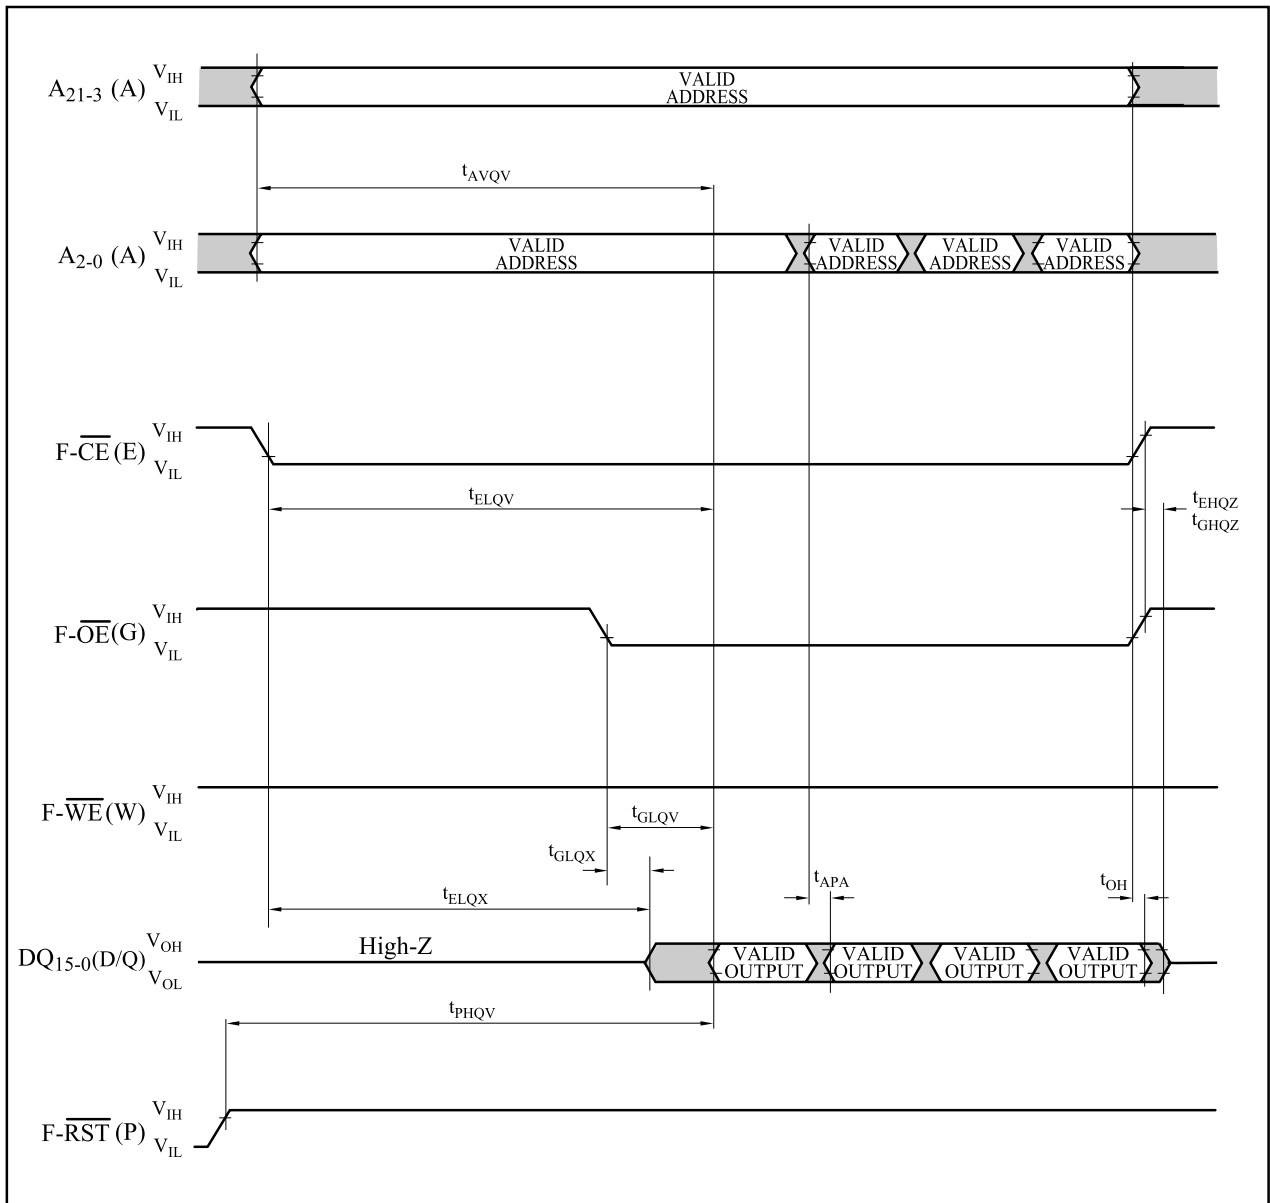 A21-3 (A) VIH VIL
VALID ADDRESS
tAVQV
A2-0 (A) VIH VIL
VALID ADDRESS
VALID ADDRESS
VALID ADDRESS
VALID ADDRESS
F-CE (E) VIH VIL
tELQV
tEHQZ
tGHQZ
F-OE (G) VIH VIL
F-WE (W) VIH VIL
tGLQV
tGLQX
tELQX
tAPA
tOH
DQ15-0 (D/Q) VOH VOL
High-Z
VALID OUTPUT
VALID OUTPUT
VALID OUTPUT
VALID OUTPUT
tPHQV
F-RST (P) VIH VIL